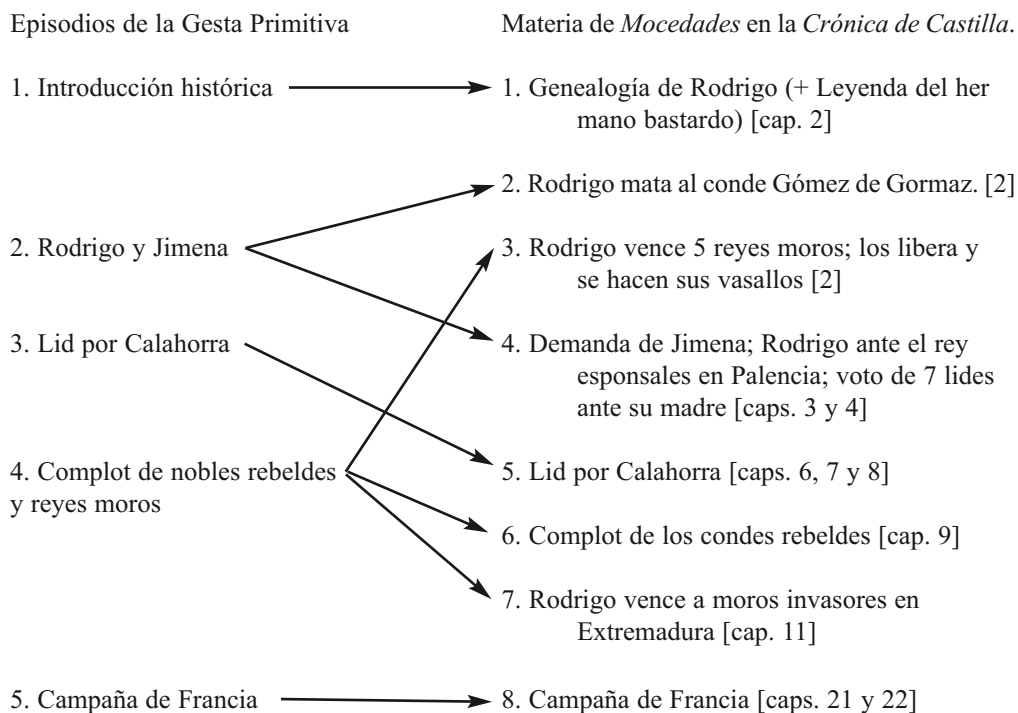 Episodios de la Gesta Primitiva
Materia de Mocedades en la Crónica de Castilla.
1. Introducción histórica
1. Genealogía de Rodrigo (+ Leyenda del her
mano bastardo) [cap. 2]
2. Rodrigo mata al conde Gómez de Gormaz. [2]
2. Rodrigo y Jimena
3. Rodrigo vence 5 reyes moros; los libera y
se hacen sus vasallos [2]
3. Lid por Calahorra
4. Demanda de Jimena; Rodrigo ante el rey
esponsales en Palencia; voto de 7 lides
ante su madre [caps. 3 y 4]
4. Complot de nobles rebeldes
y reyes moros
5. Lid por Calahorra [caps. 6, 7 y 8]
6. Complot de los condes rebeldes [cap. 9]
7. Rodrigo vence a moros invasores en
Extremadura [cap. 11]
5. Campaña de Francia
8. Campaña de Francia [caps. 21 y 22]